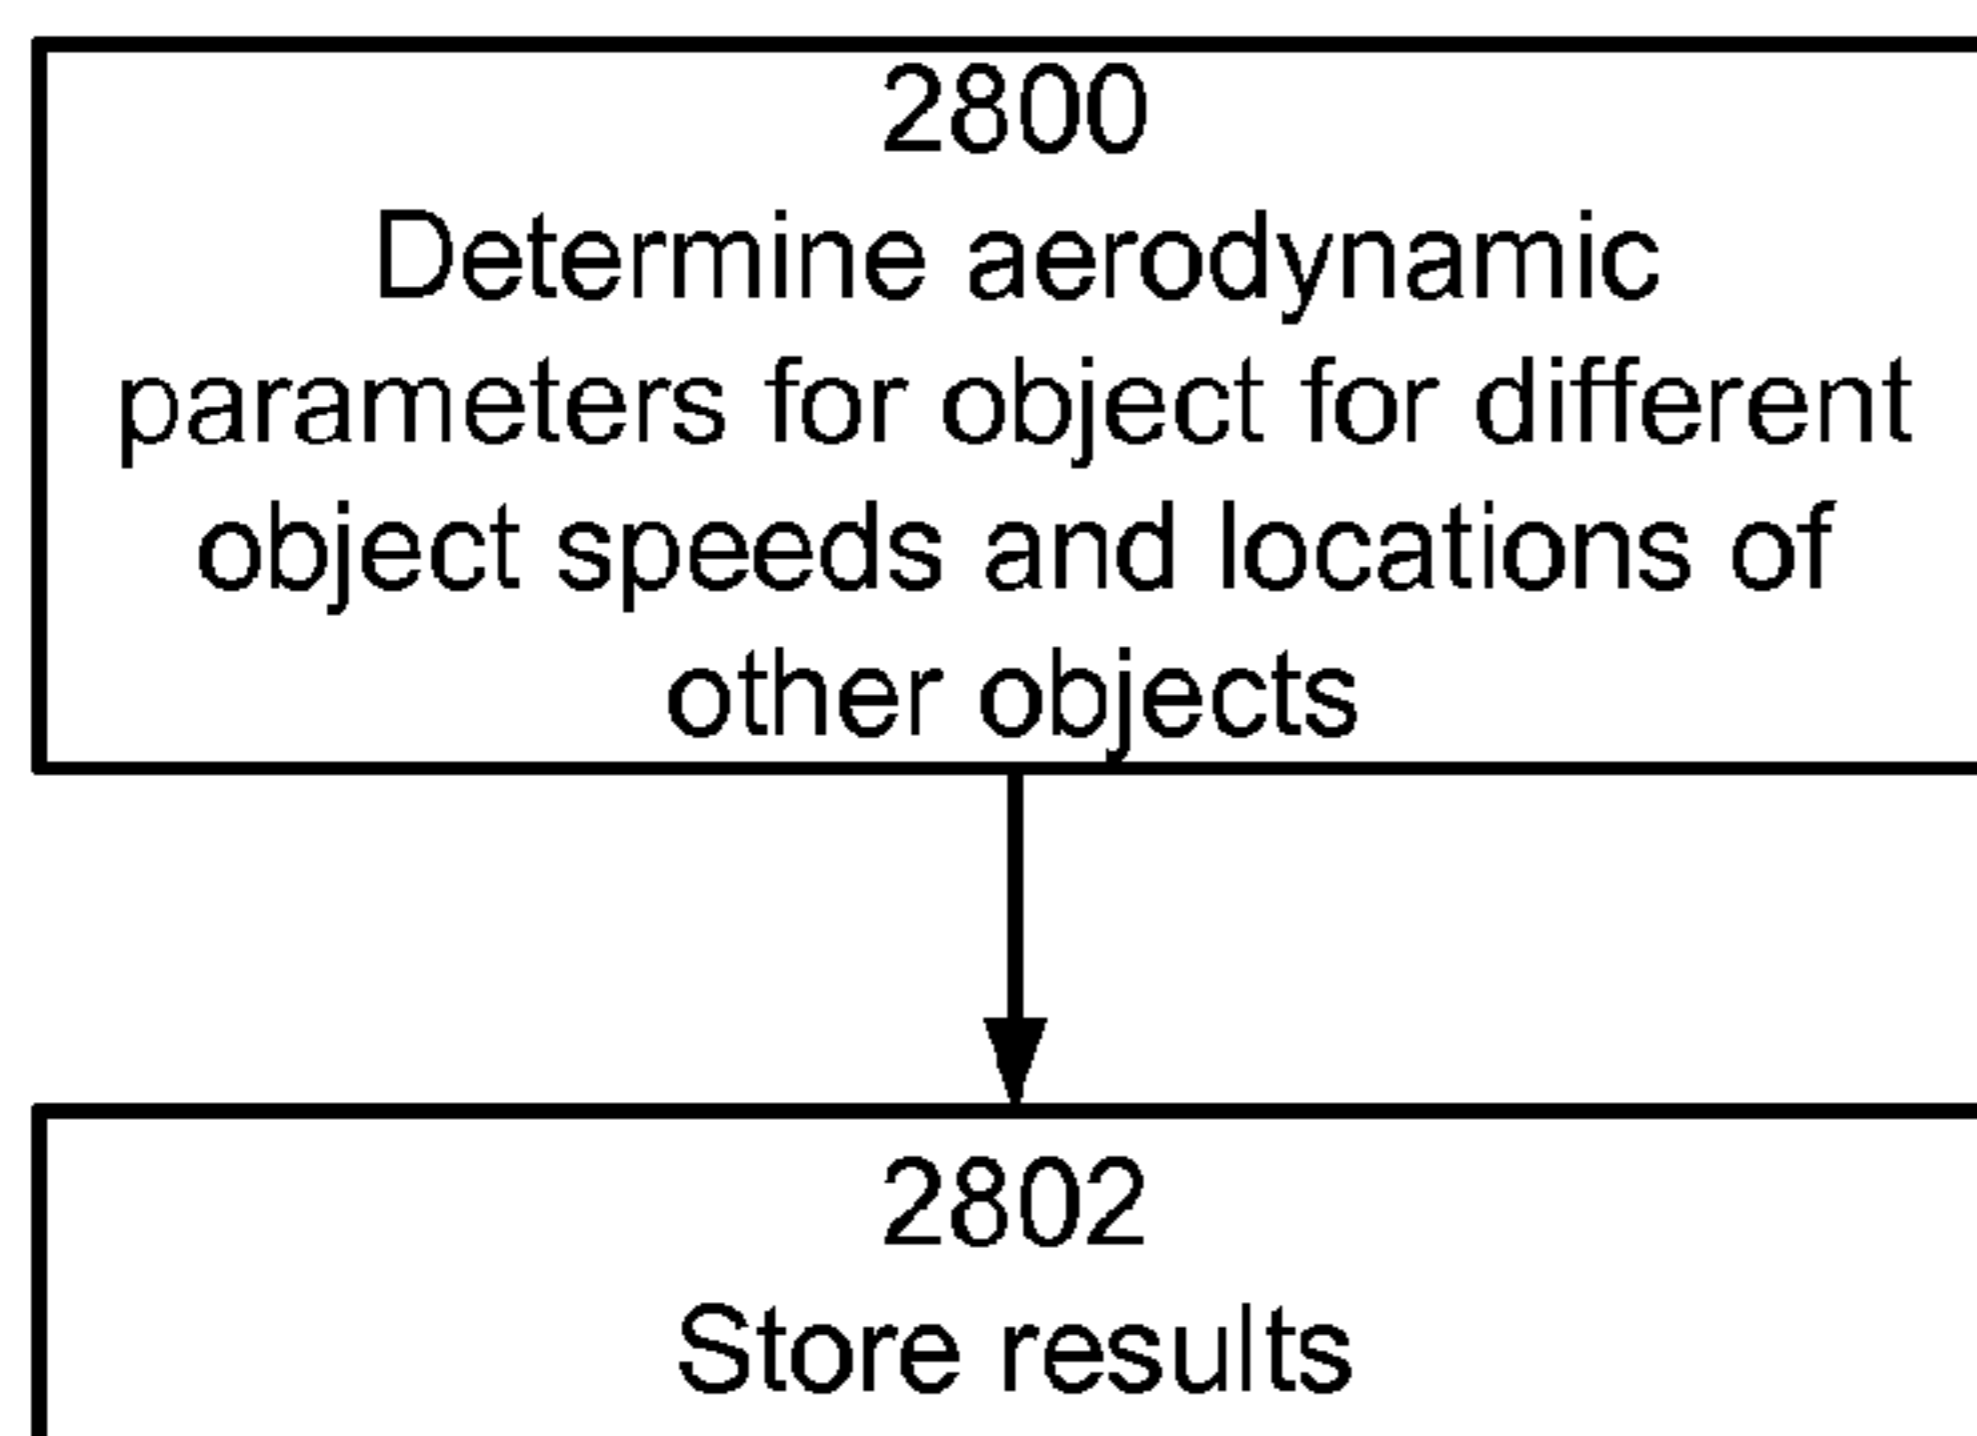 2800
Determine aerodynamic
parameters for object for different
object speeds and locations of
other objects
2802
Store results